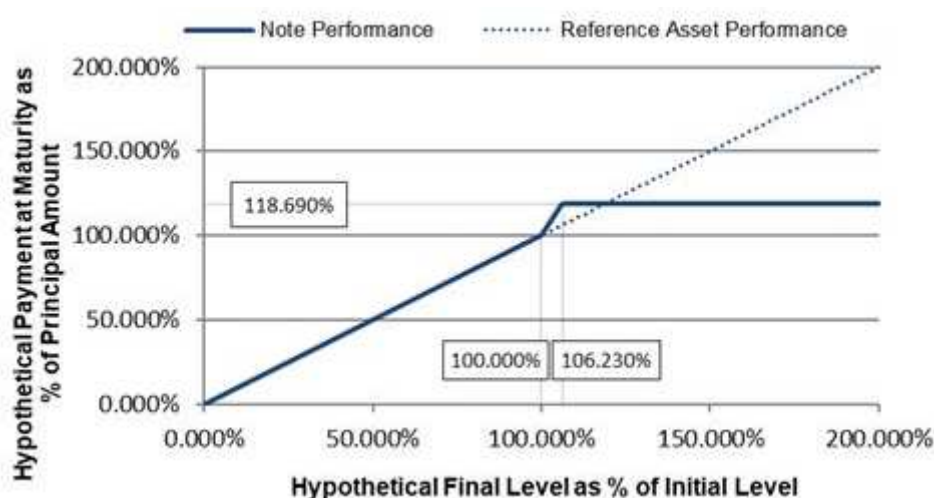 Note Performance
Reference Asset Performance
Hypothetical Payment at Maturity as
% of Principal Amount
200.000%
150.000%
118.690%
100.000%
50.000%
100.000%
106.230%
0.000%
0.000%
50.000%
100.000%
150.000%
200.000%
Hypothetical Final Level as % of Initial Level